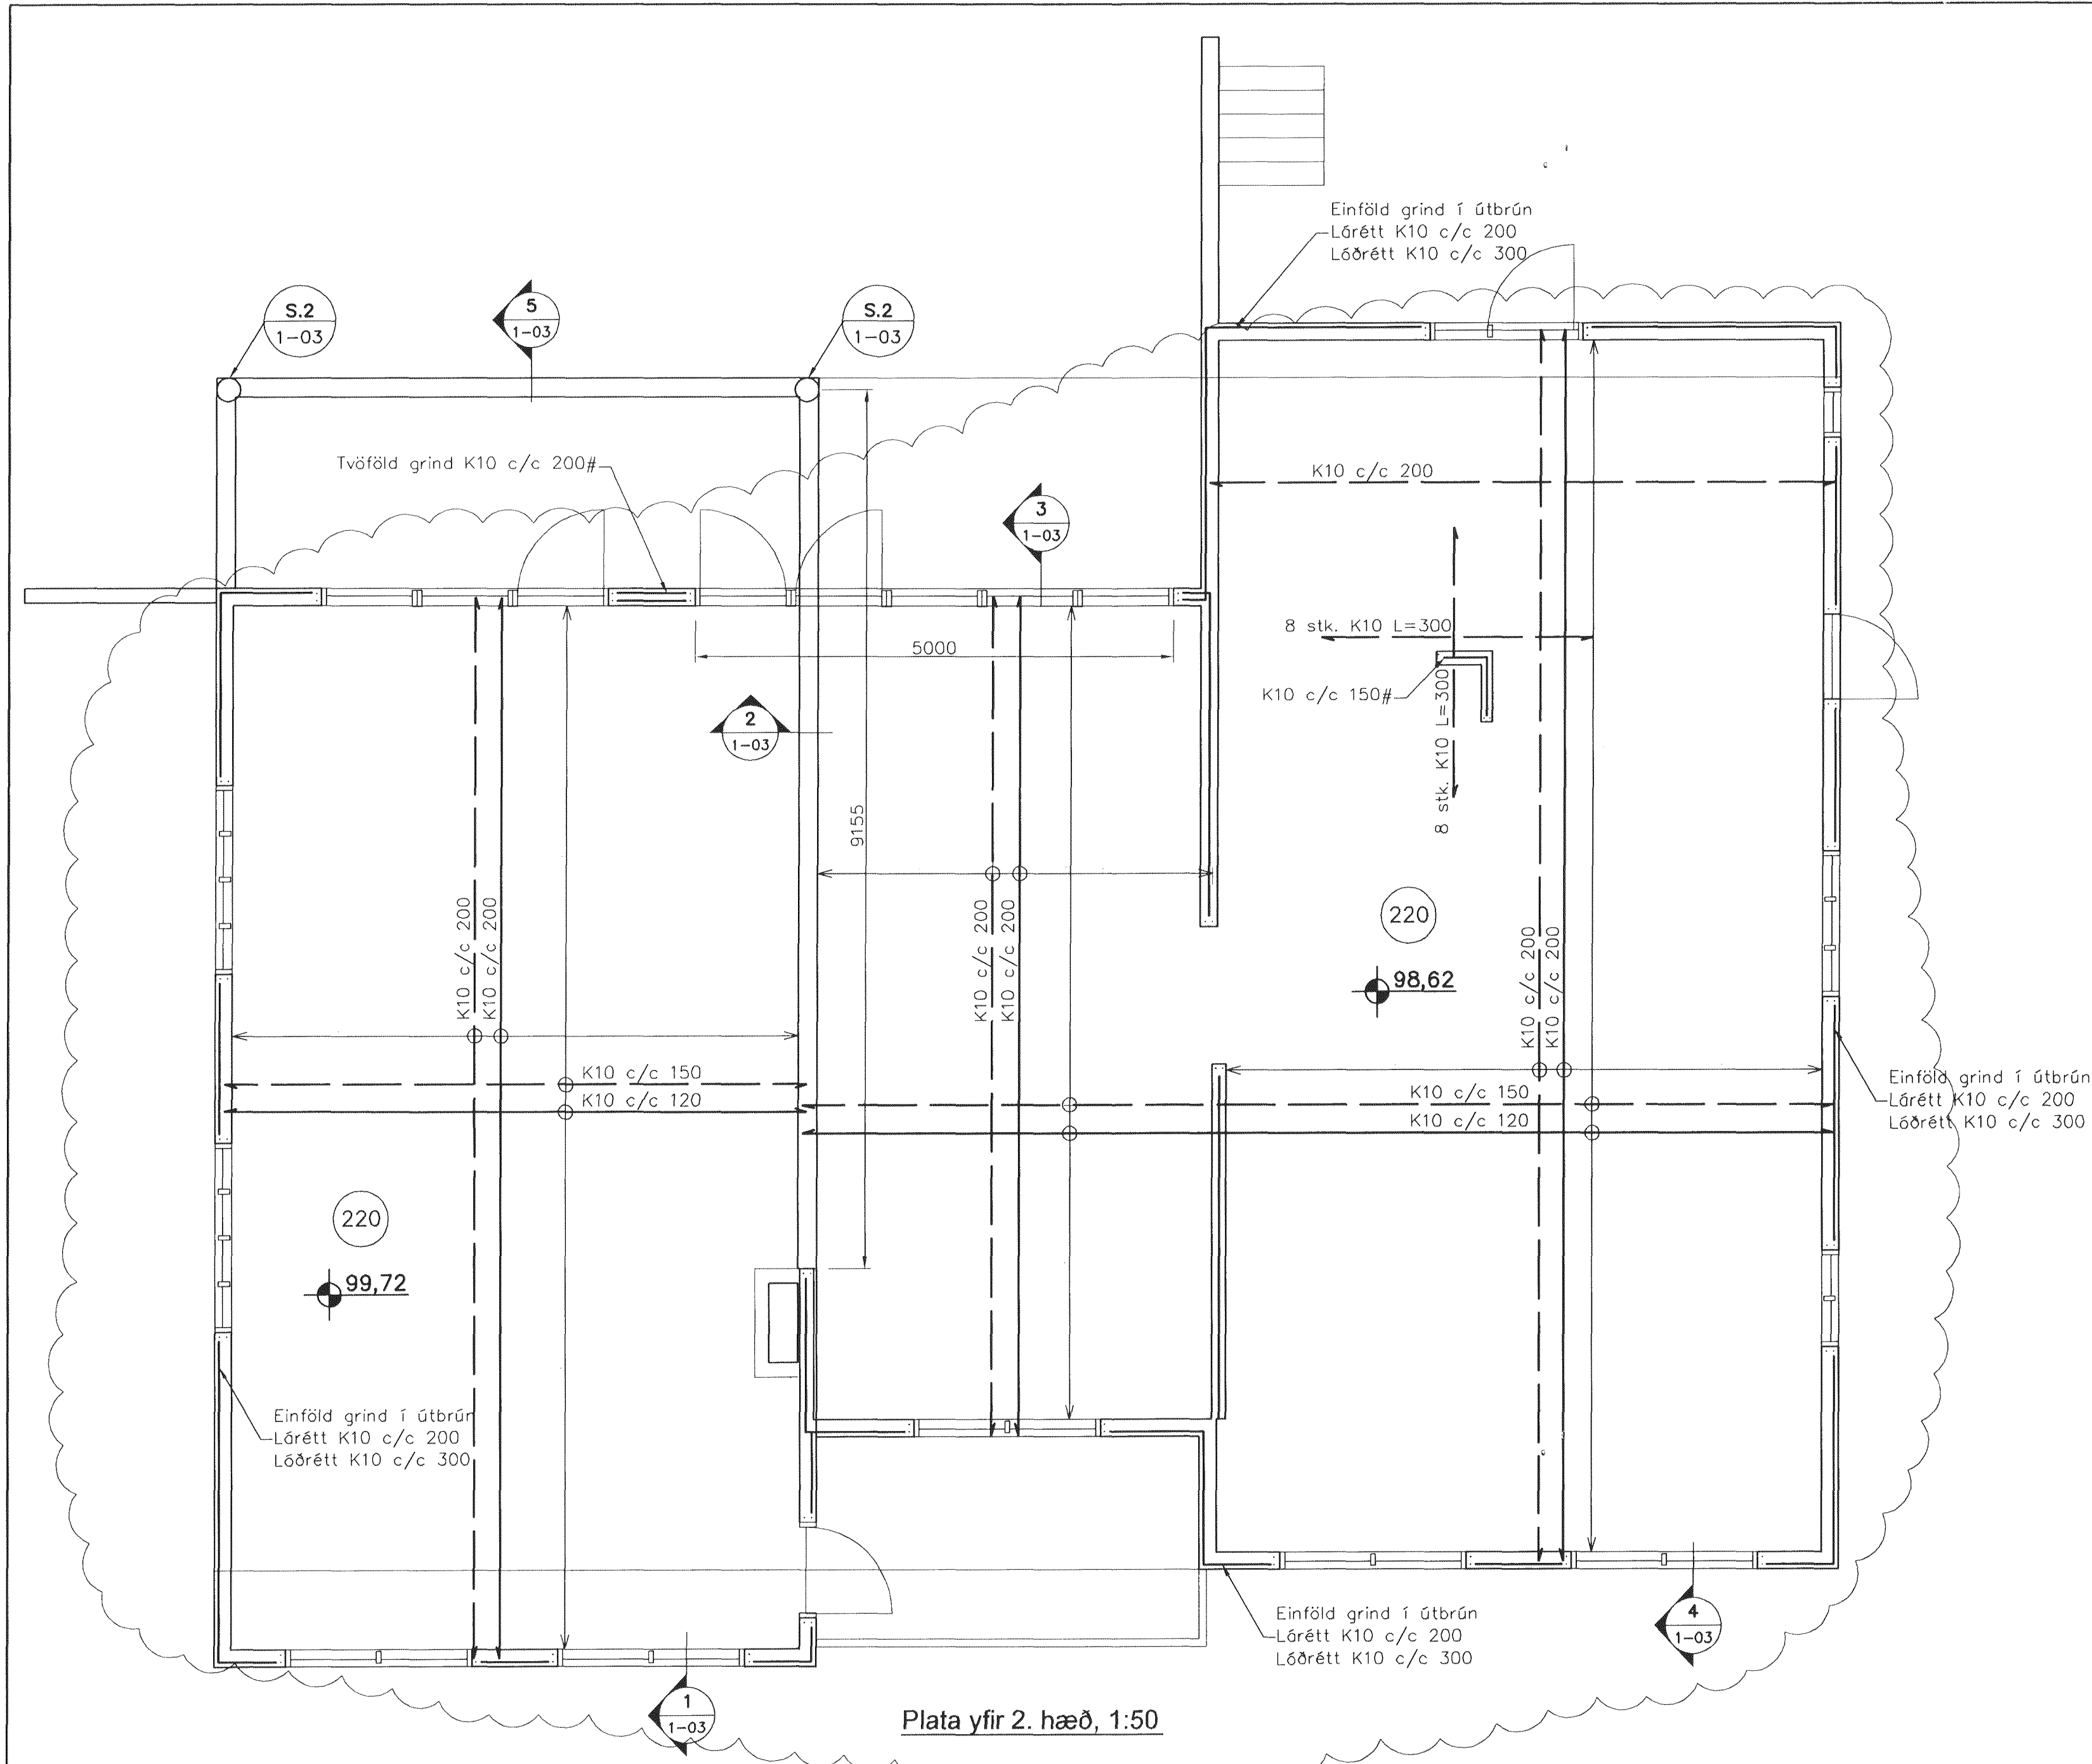 Einföld grind í útbrún
Lárétt K10 c/c 200
Lóðrétt K10 c/c 300
S.2
1-03
5
1-03
S.2
1-03
Tvöföld grind K10 c/c 200#
K10 c/c 200
3
1-03
8 stk. K10 L=300
5000
K10 c/c 150#
8 stk. K10 L=300
2
1-03
9155
220
98,62
K10 c/c 200
K10 c/c 200
K10 c/c 200
K10 c/c 200
K10 c/c 200
K10 c/c 200
K10 c/c 150
K10 c/c 120
K10 c/c 150
K10 c/c 120
Einföld grind í útbrún
Lárétt K10 c/c 200
Lóðrétt K10 c/c 300
220
99,72
Einföld grind í útbrún
Lárétt K10 c/c 200
Lóðrétt K10 c/c 300
Einföld grind í útbrún
Lárétt K10 c/c 200
Lóðrétt K10 c/c 300
4
1-03
1
1-03
Plata yfir 2. hæð, 1:50